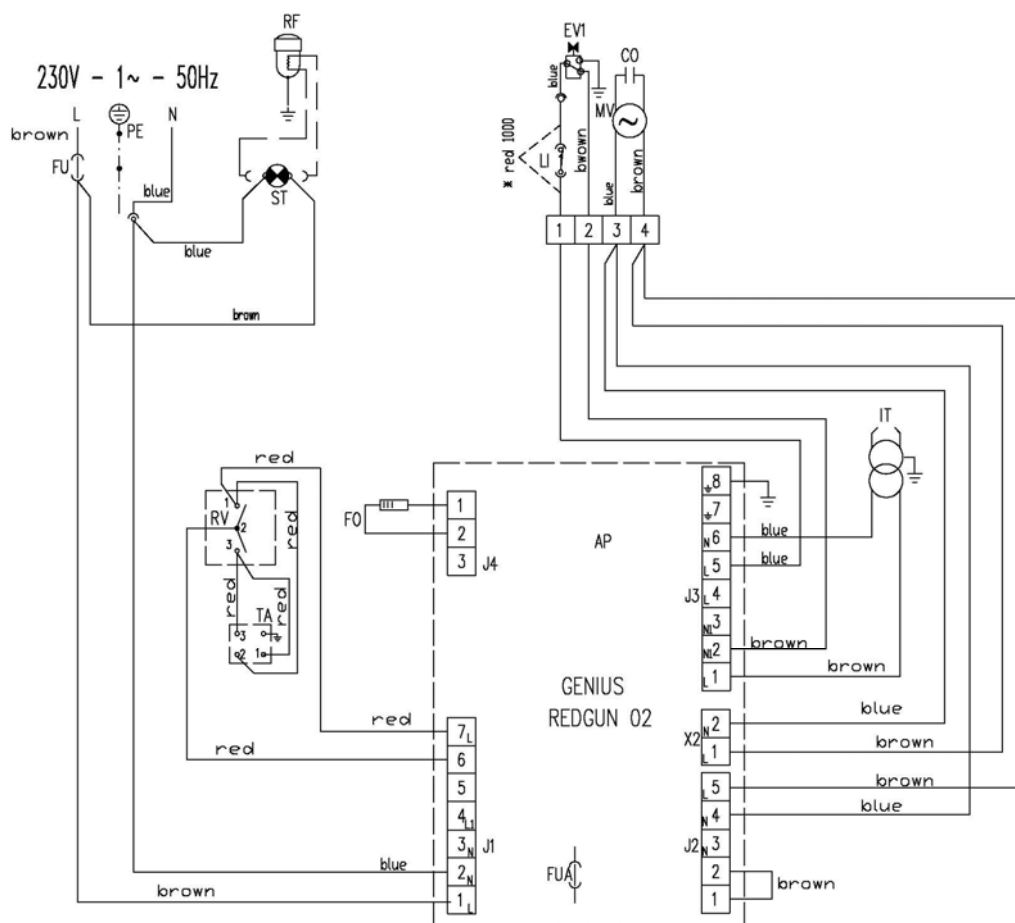 RF
230V - 1~ - 50Hz
L
PE
N
brown
FU
blue
ST
blue
brown
EV1
CO
blue
MV
* red 1000
LI
bwown
blue
brown
1 2 3 4
IT
red
1
RV
2
3
red
red
red
TA
3
2 1
FO
1
2
3
J4
AP
8
7
N 6
blue
L 5
blue
L 4
J3
N1 3
N1 2
brown
L 1
brown
GENIUS
REDGUN 02
X2
N 2
blue
L 1
brown
L 5
brown
N 4
blue
J2
N 3
2
1
brown
red
7 L
red
6
5
4 L1
3 N
J1
blue
2 N
brown
1 L
FUA